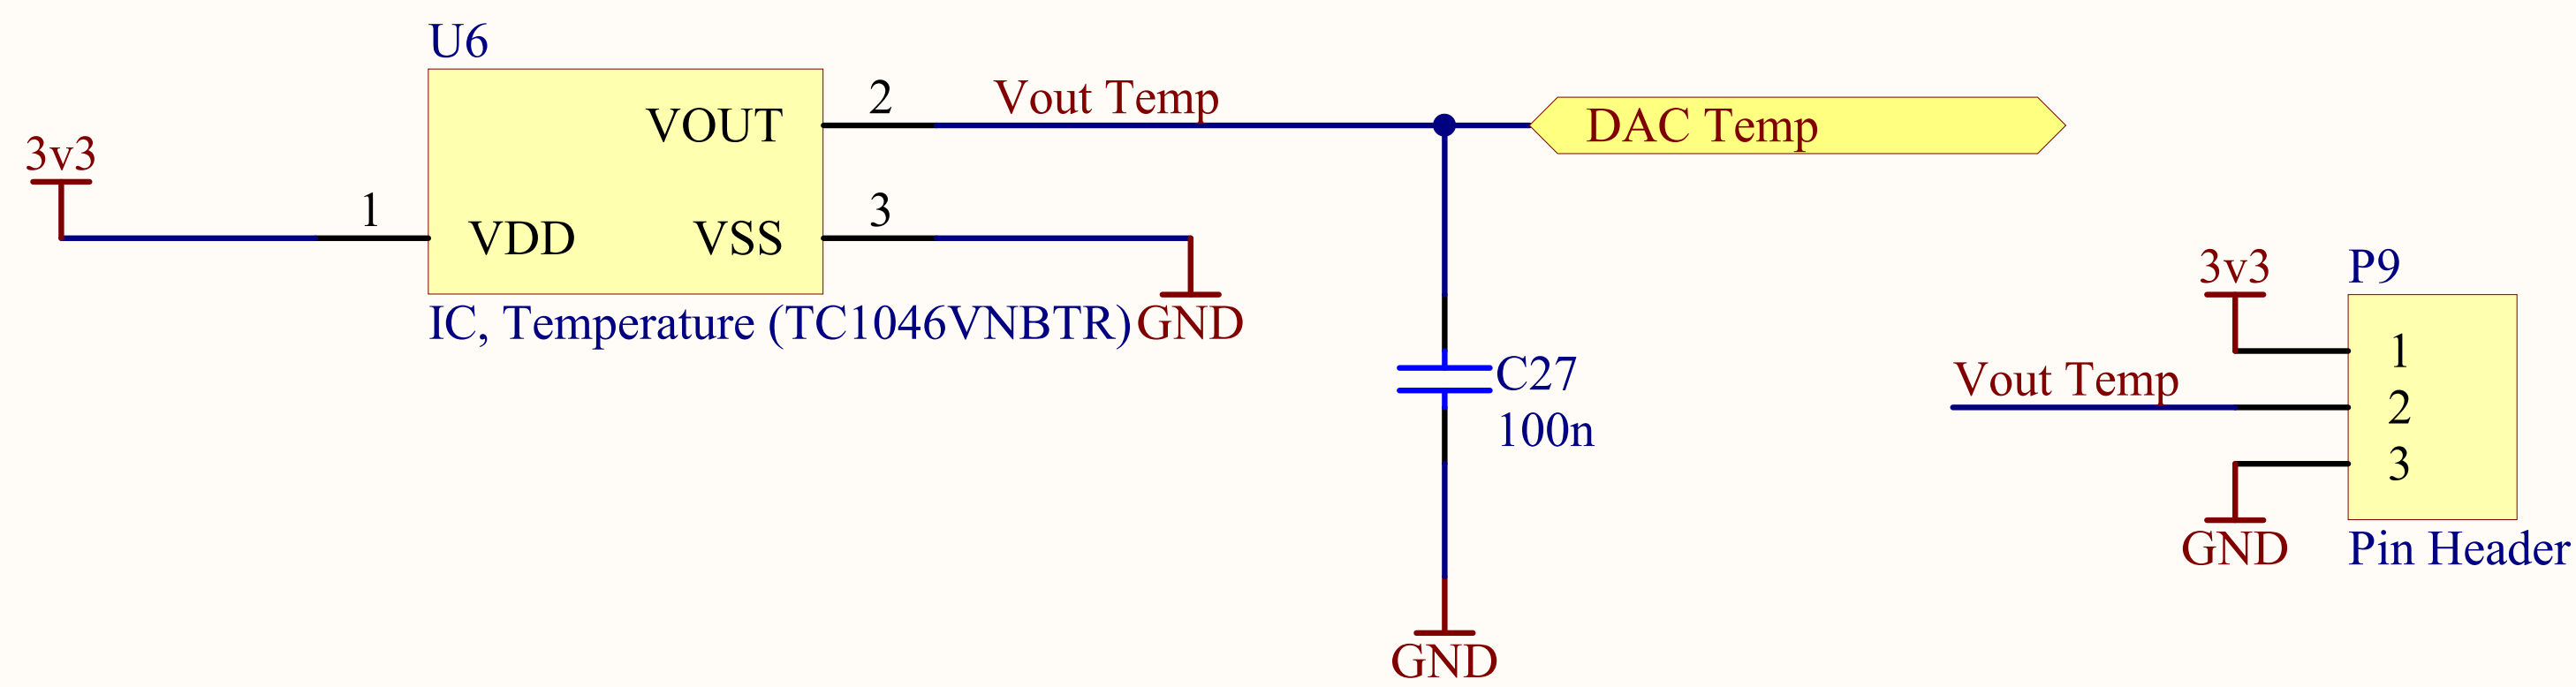 U6
VOUT
2
Vout Temp
DAC Temp
3v3
1
VDD
VSS
3
GND
IC, Temperature (TC1046VNBTR)
C27
100n
GND
3v3
P9
1
Vout Temp
2
3
GND
Pin Header